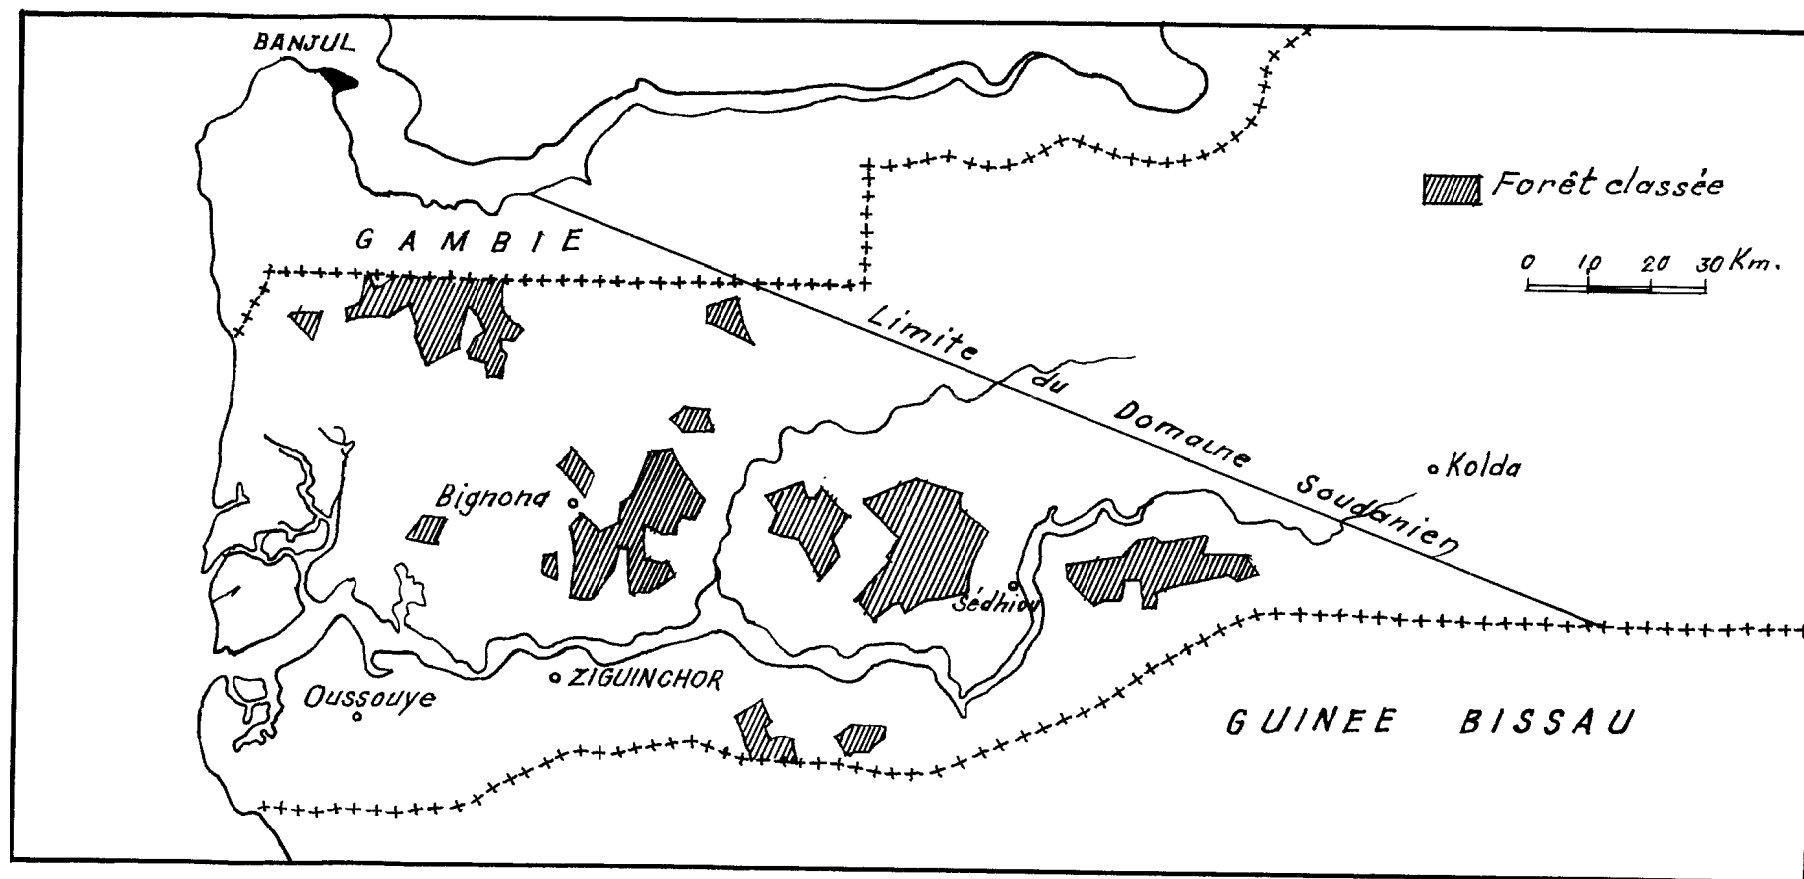 BANJUL
Forêt classée
GAMBIE
0 10 20 30 Km.
Limite du Domaine Soudanien
Kolda
Bignona
Sédhiou
ZIGUINCHOR
Oussouye
GUINEE BISSAU